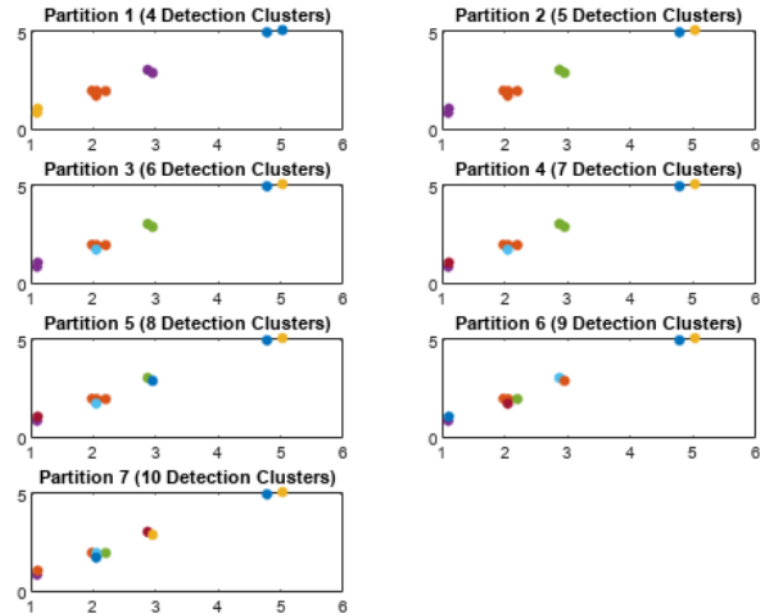 Partition 1 (4 Detection Clusters)
5
0
1 2 3 4 5 6
Partition 2 (5 Detection Clusters)
5
0
1 2 3 4 5 6
Partition 3 (6 Detection Clusters)
5
0
1 2 3 4 5 6
Partition 4 (7 Detection Clusters)
5
0
1 2 3 4 5 6
Partition 5 (8 Detection Clusters)
5
0
1 2 3 4 5 6
Partition 6 (9 Detection Clusters)
5
0
1 2 3 4 5 6
Partition 7 (10 Detection Clusters)
5
0
1 2 3 4 5 6